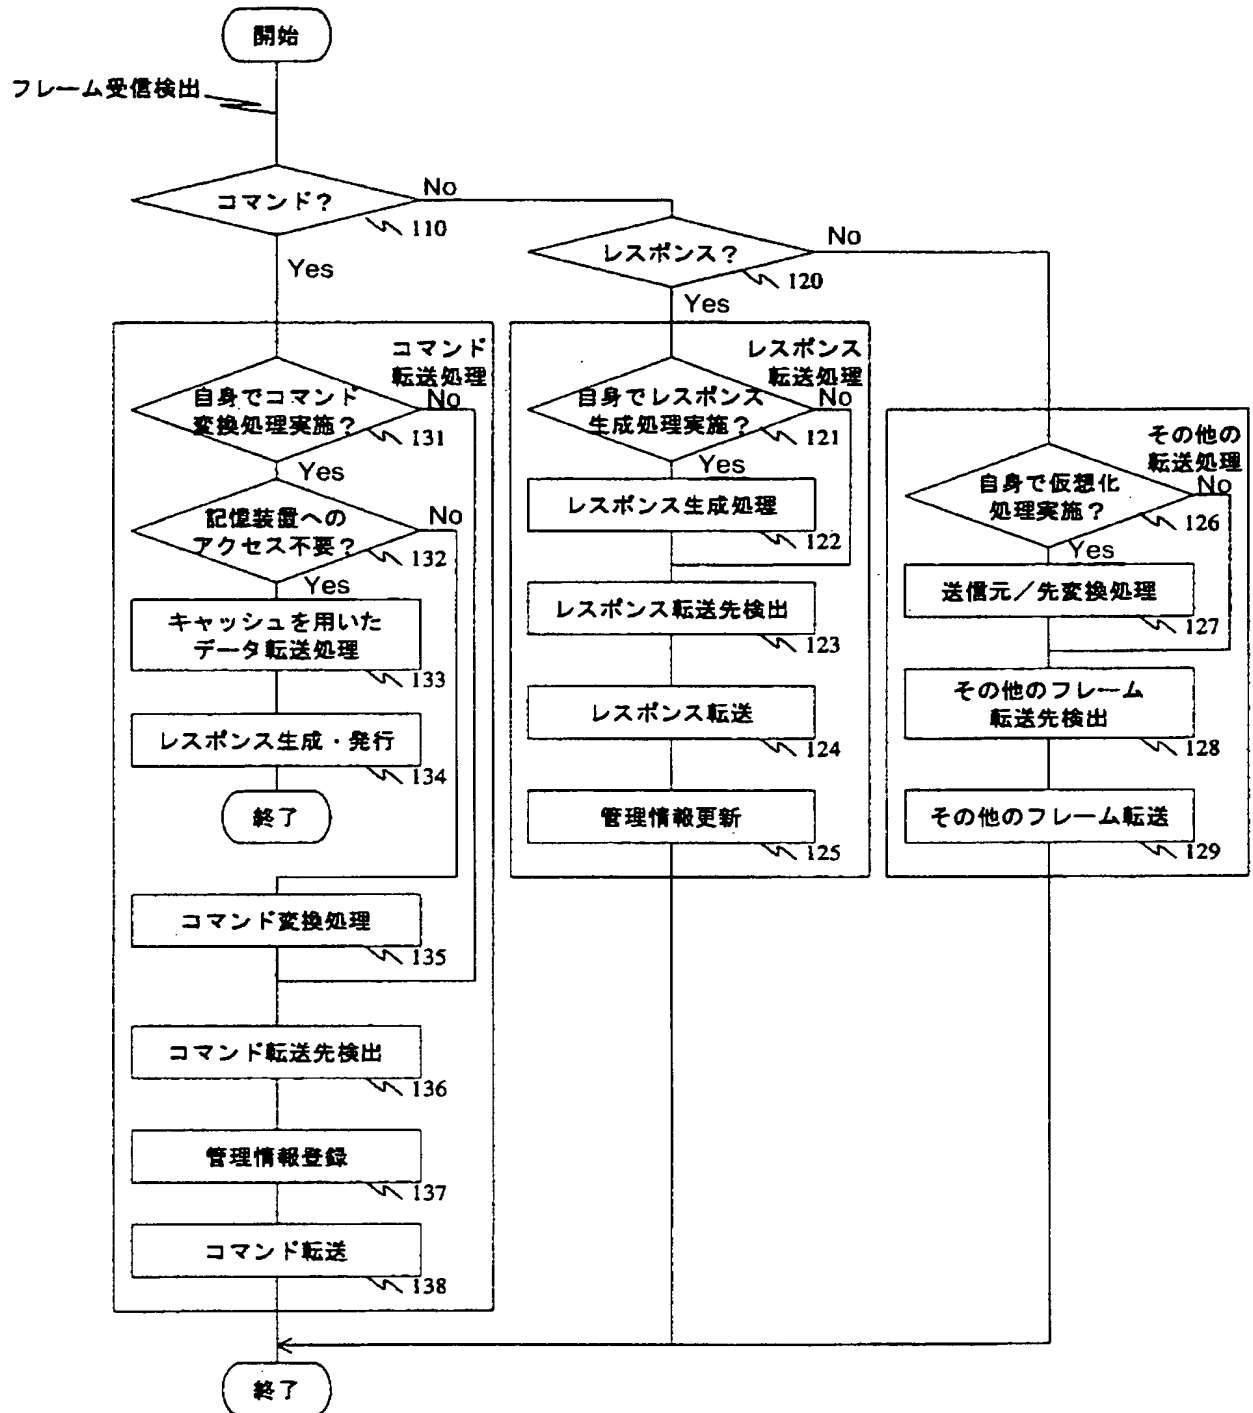 開始
フレーム受信検出
コマンド?
No
110
Yes
レスポンス?
No
120
Yes
コマンド
転送処理
自身でコマンド
変換処理実施?
No
131
Yes
記憶装置への
アクセス不要?
No
132
Yes
キャッシュを用いた
データ転送処理
133
レスポンス生成・発行
134
終了
コマンド変換処理
135
コマンド転送先検出
136
管理情報登録
137
コマンド転送
138
終了
レスポンス
転送処理
自身でレスポンス
生成処理実施?
No
121
Yes
レスポンス生成処理
122
レスポンス転送先検出
123
レスポンス転送
124
管理情報更新
125
その他の
転送処理
自身で仮想化
処理実施?
No
126
Yes
送信元/先変換処理
127
その他のフレーム
転送先検出
128
その他のフレーム転送
129